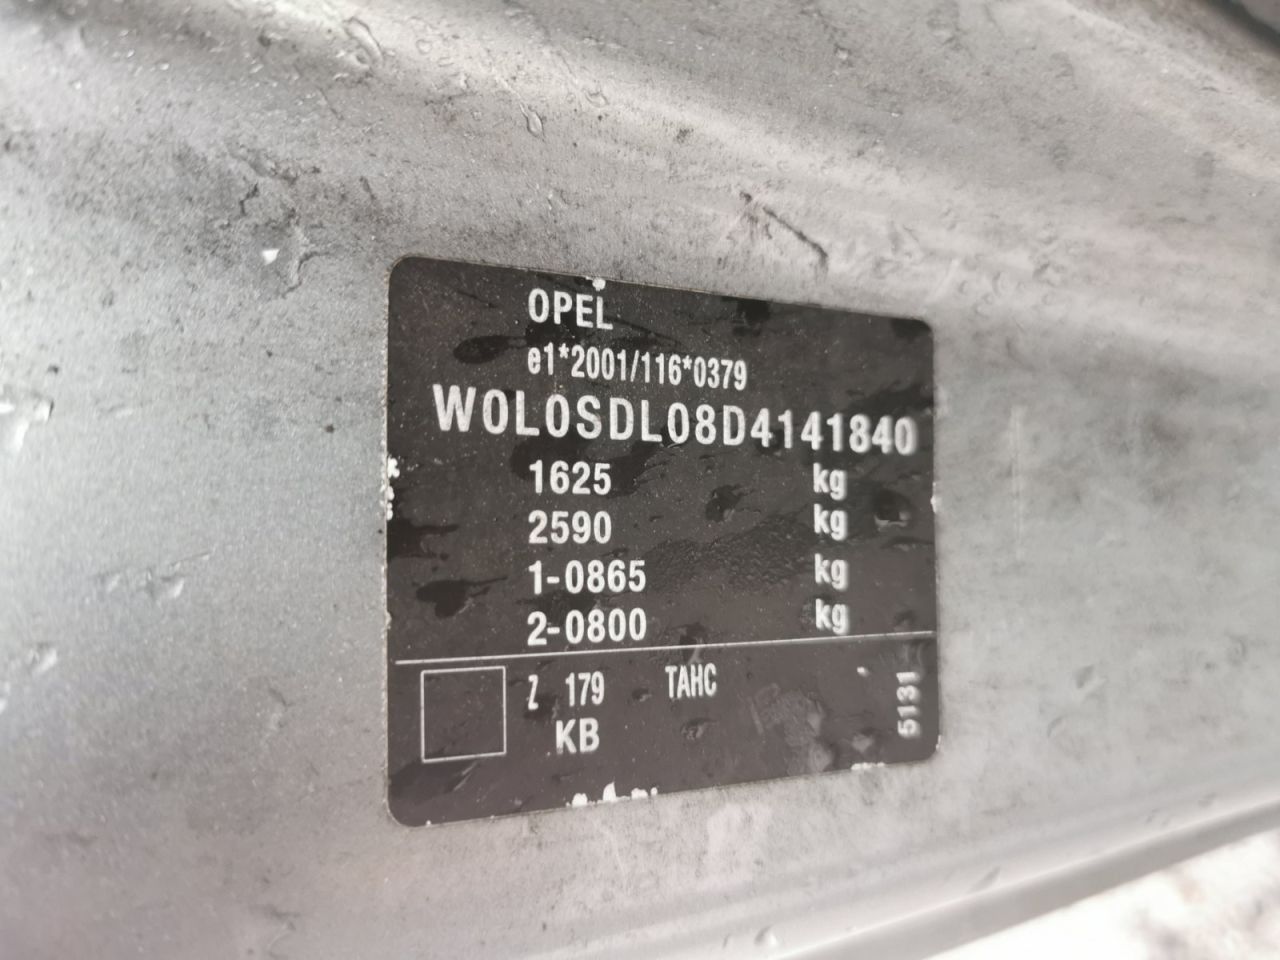 OPEL
e1*2001/116*0379
W0L0SDL08D4141840
1625 kg
2590 kg
1-0865 kg
2-0800 kg
Z 179 TAHC
KB
5131